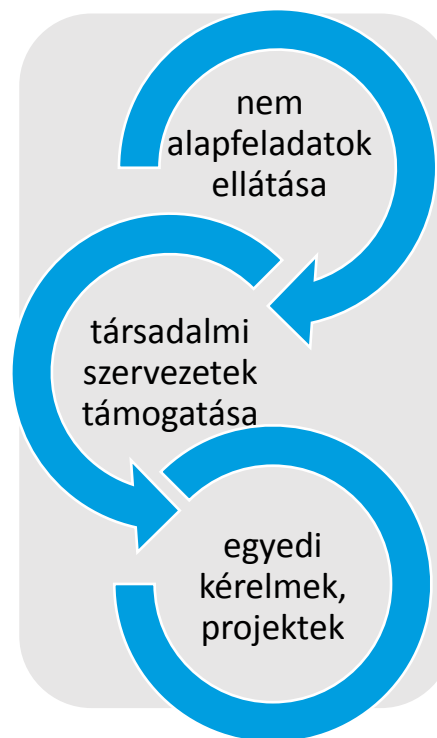 nem
alapfeladatok
ellátása
társadalmi
szervezetek
támogatása
egyedi
kérelmek,
projektek